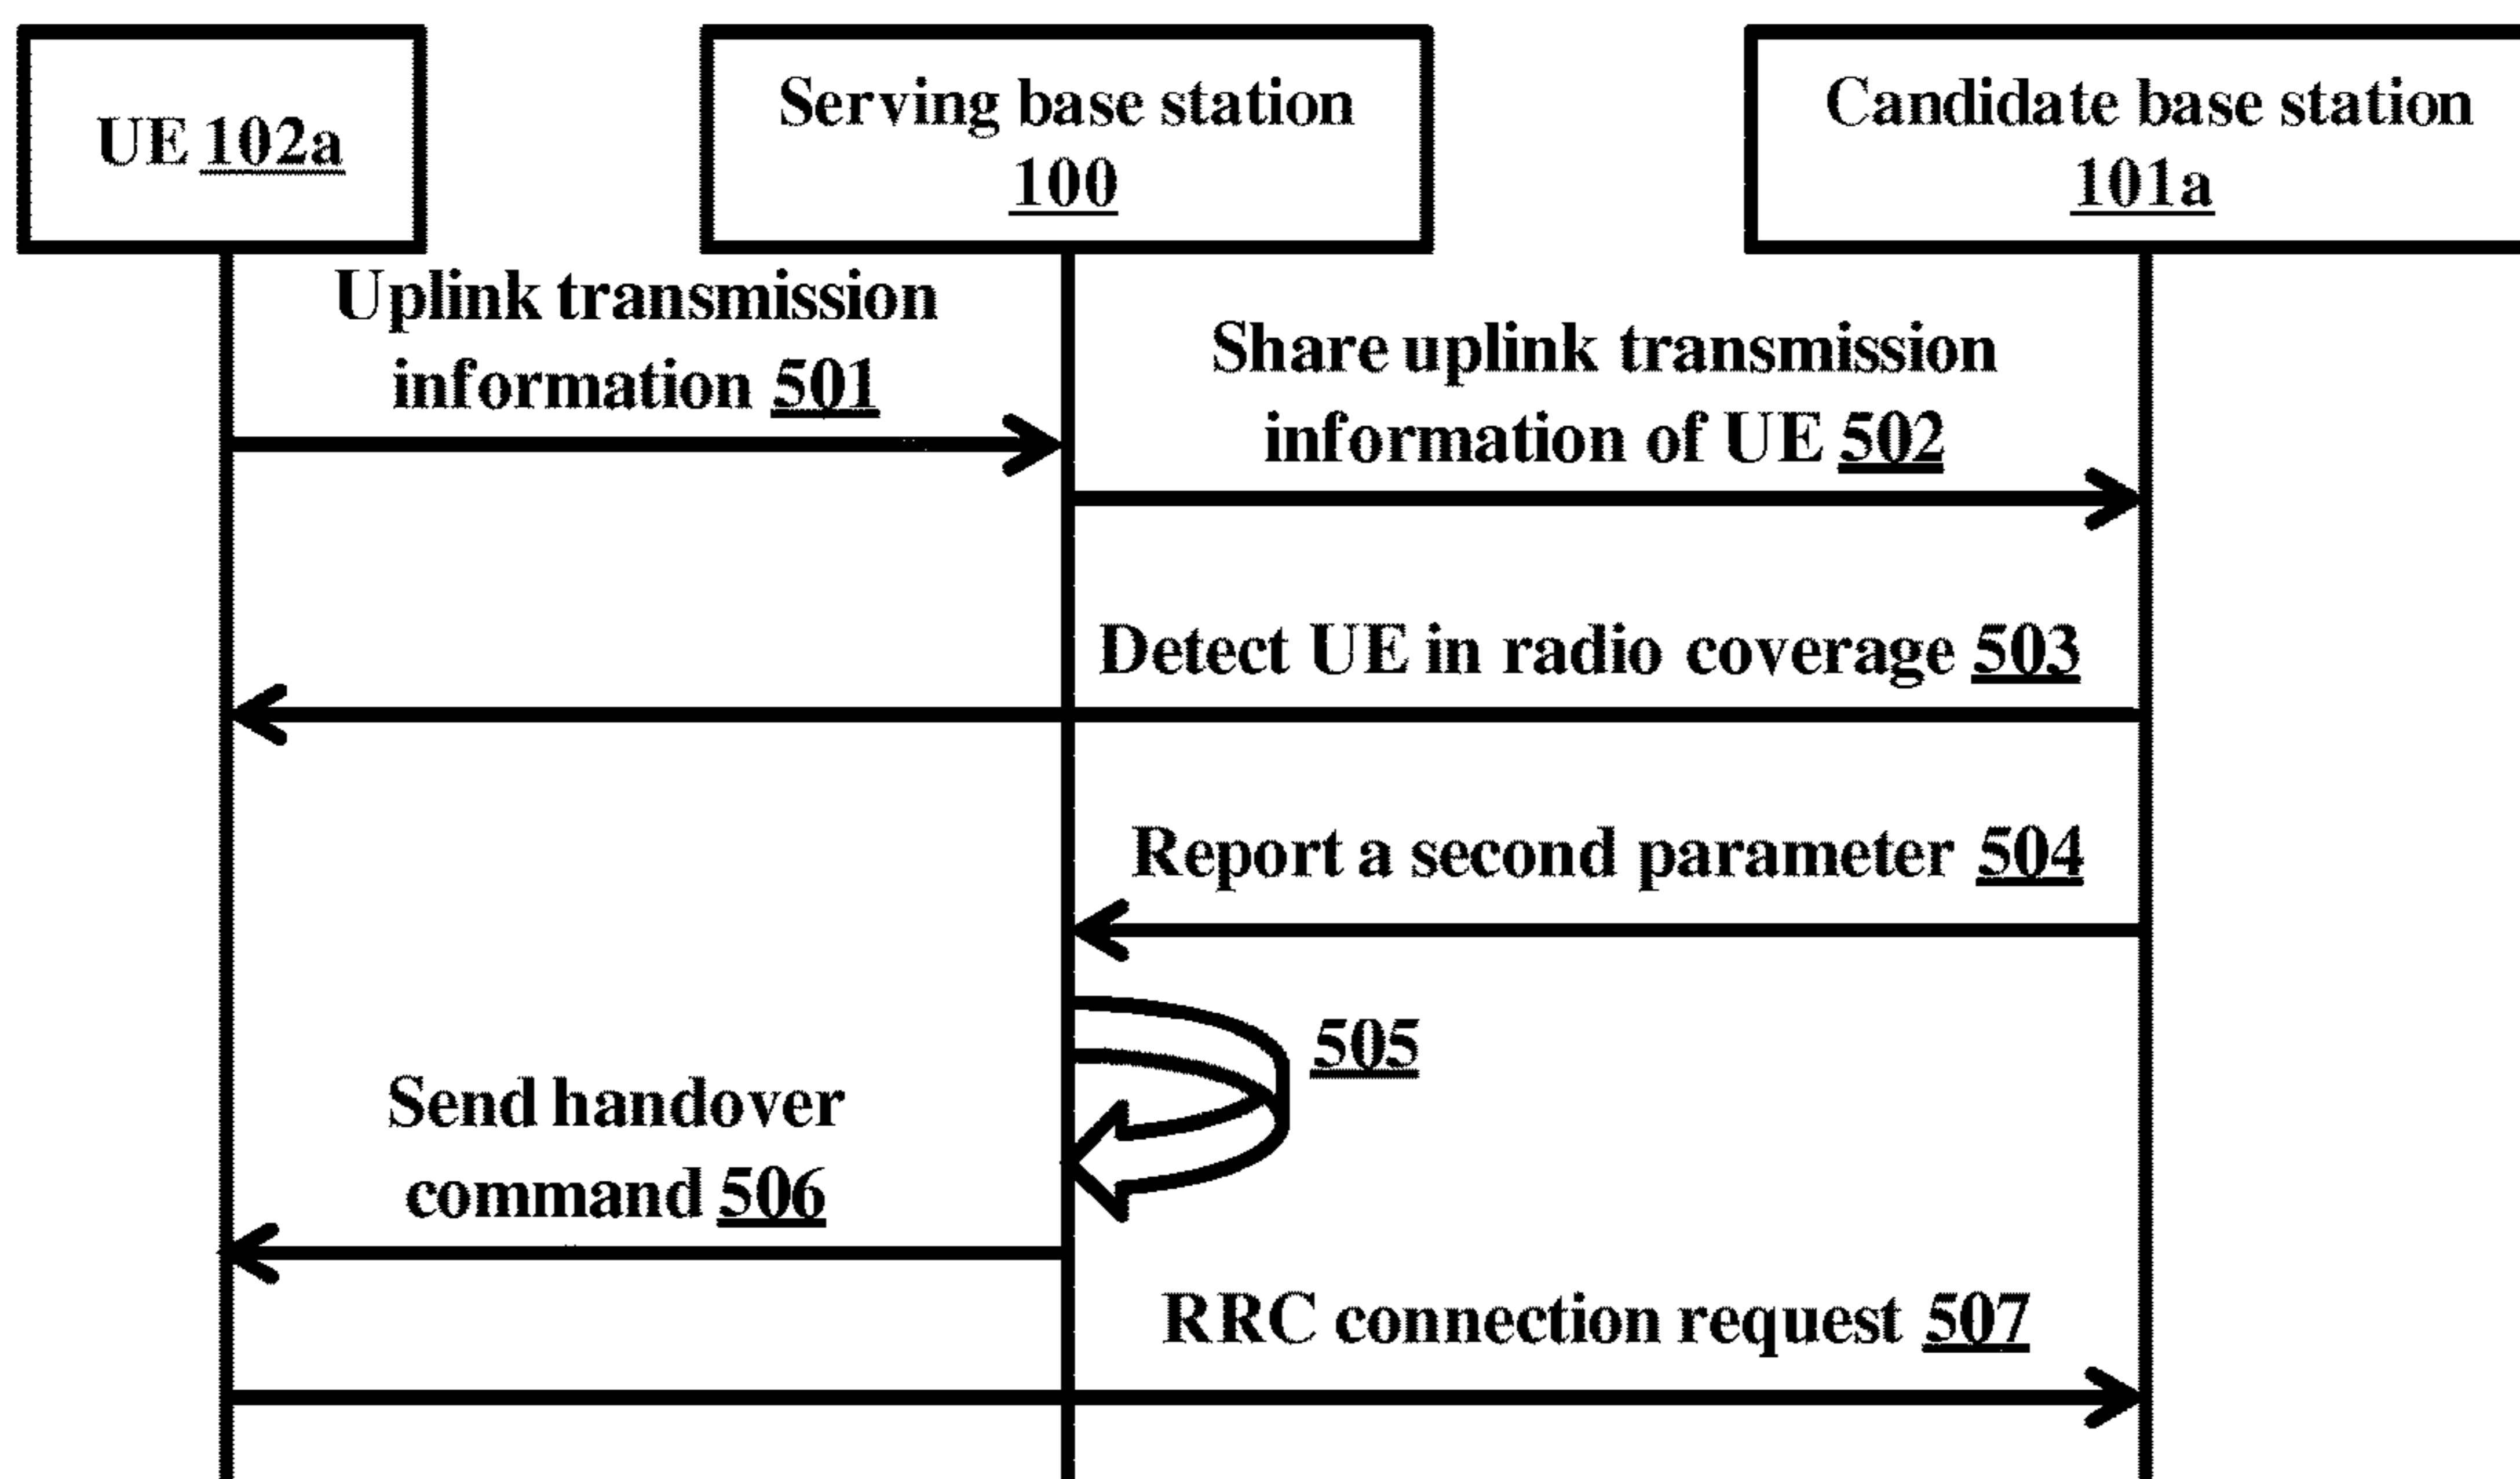 UE 102a
Serving base station
100
Candidate base station
101a
Uplink transmission
information 501
Share uplink transmission
information of UE 502
Detect UE in radio coverage 503
Report a second parameter 504
505
Send handover
command 506
RRC connection request 507